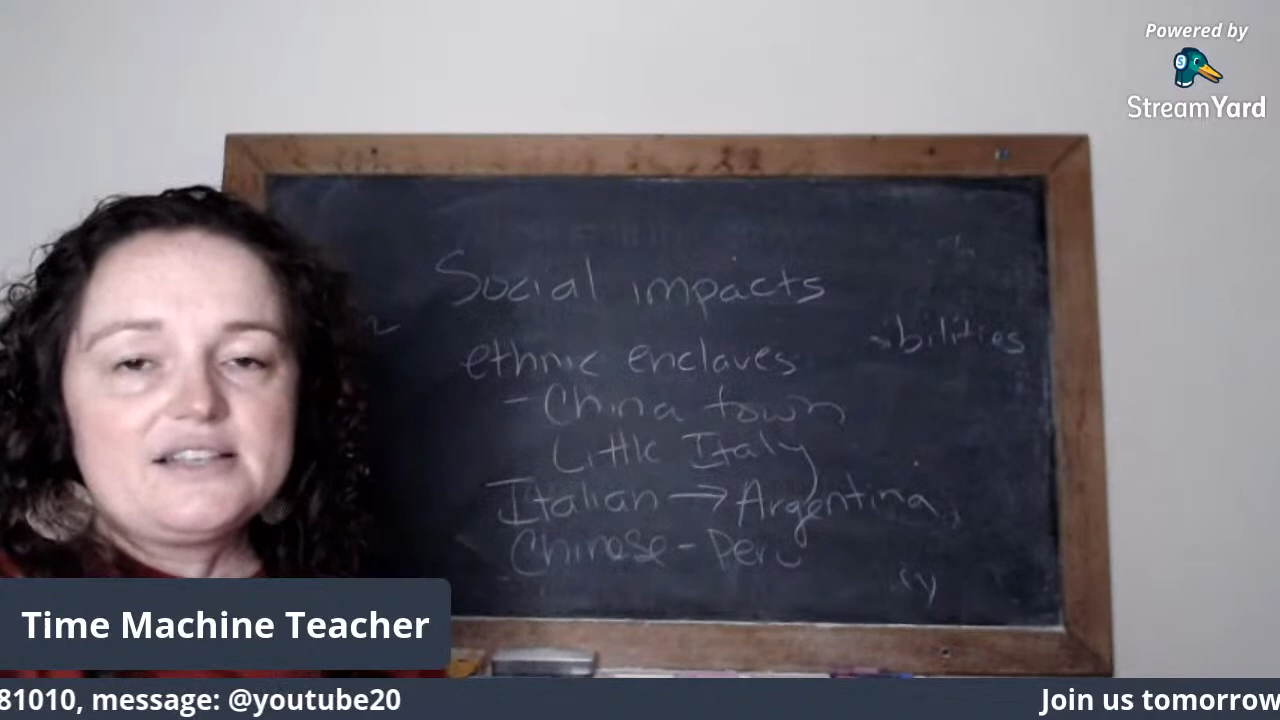 Powered by
StreamYard
Social impacts
ethnic enclaves
- China town
Little Italy
Italian → Argentina,
Chinese - Peru
Time Machine Teacher
81010, message: @youtube20
Join us tomorrow